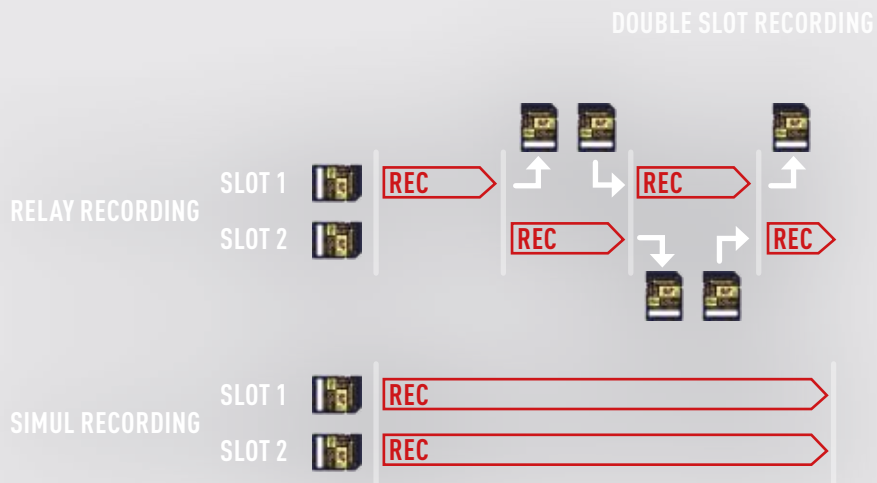 DOUBLE SLOT RECORDING
SLOT 1
REC
REC
RELAY RECORDING
SLOT 2
REC
REC
SLOT 1
REC
SIMUL RECORDING
SLOT 2
REC